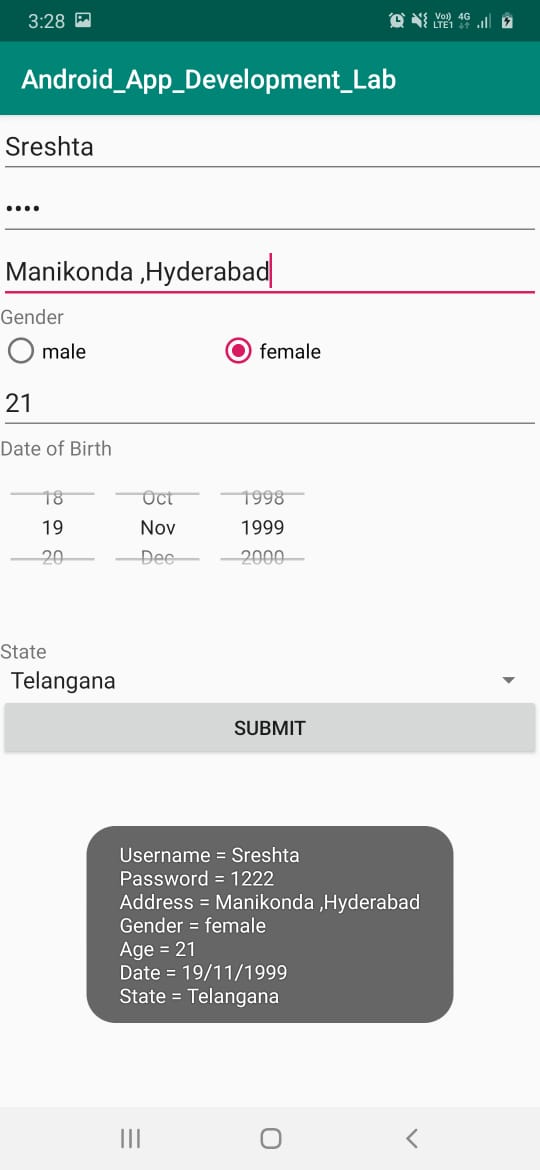 3:28
Vo) 4G
LTE1
Android_App_Development_Lab
Sreshta
••••
Manikonda ,Hyderabad
Gender
male female
21
Date of Birth
18 Oct 1998
19 Nov 1999
20 Dec 2000
State
Telangana
SUBMIT
Username = Sreshta
Password = 1222
Address = Manikonda ,Hyderabad
Gender = female
Age = 21
Date = 19/11/1999
State = Telangana